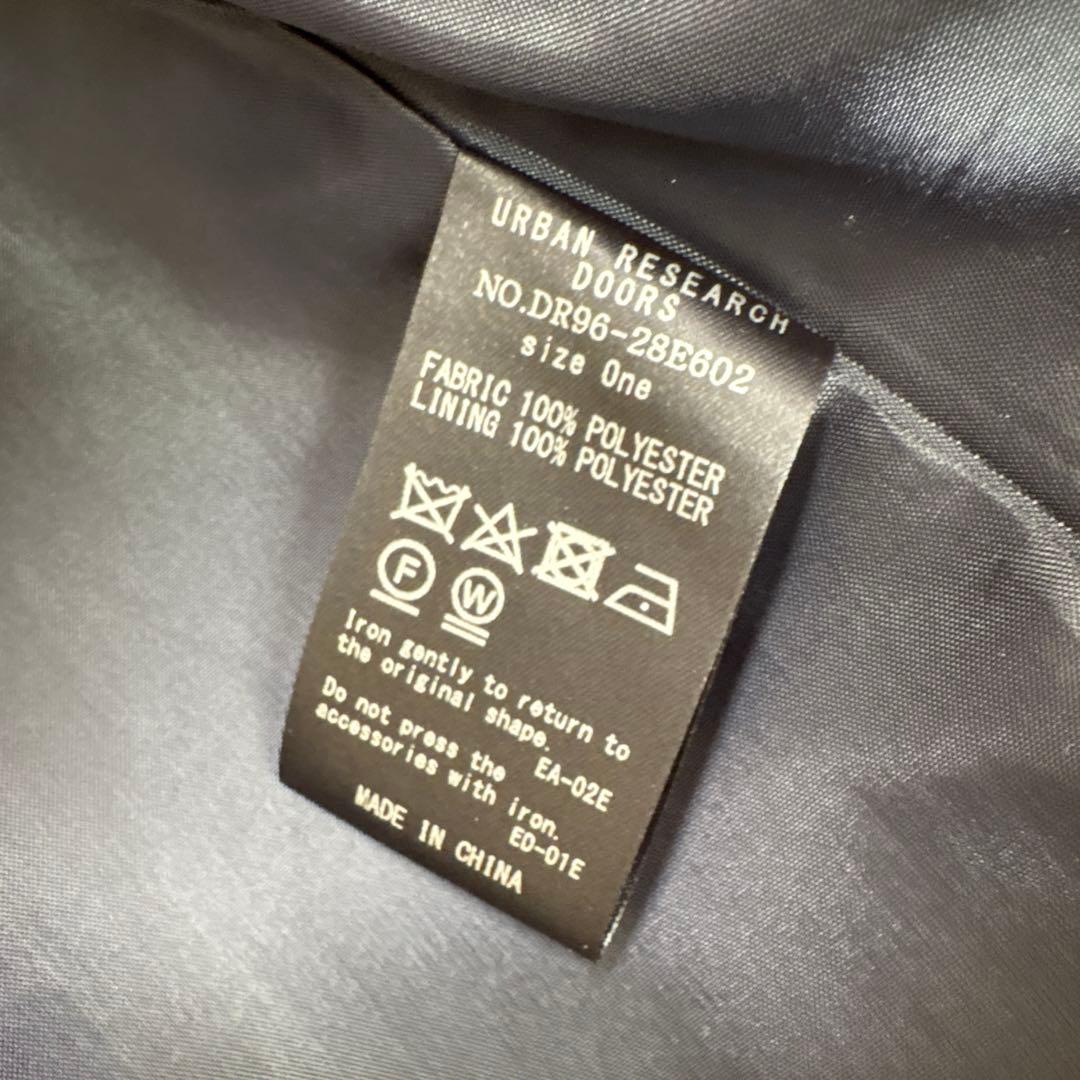 URBAN RESEARCH
DOORS
NO.DR96-28E602
size One
FABRIC 100% POLYESTER
LINING 100% POLYESTER
F W
Iron gently to return to
the original shape.
EA-02E
Do not press the
accessories with iron.
ED-01E
MADE IN CHINA